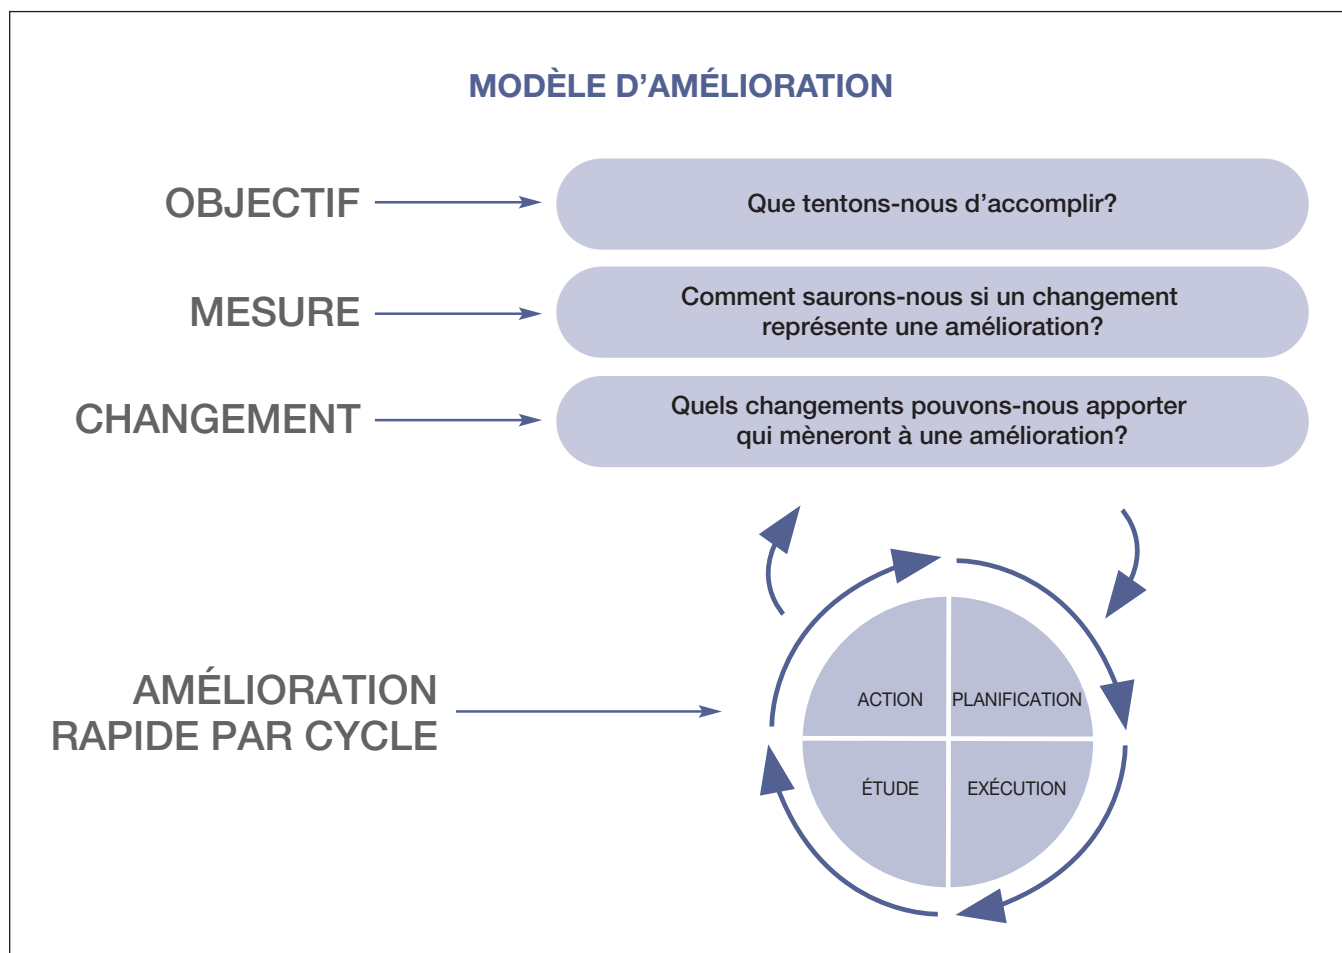 MODÈLE D’AMÉLIORATION
OBJECTIF
Que tentons-nous d’accomplir?
MESURE
Comment saurons-nous si un changement
représente une amélioration?
CHANGEMENT
Quels changements pouvons-nous apporter
qui mèneront à une amélioration?
AMÉLIORATION
RAPIDE PAR CYCLE
ACTION
PLANIFICATION
ÉTUDE
EXÉCUTION